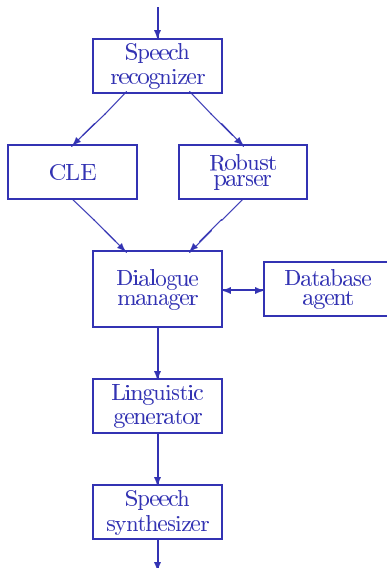 Speech
recognizer
CLE
Robust
parser
Dialogue
manager
Database
agent
Linguistic
generator
Speech
synthesizer